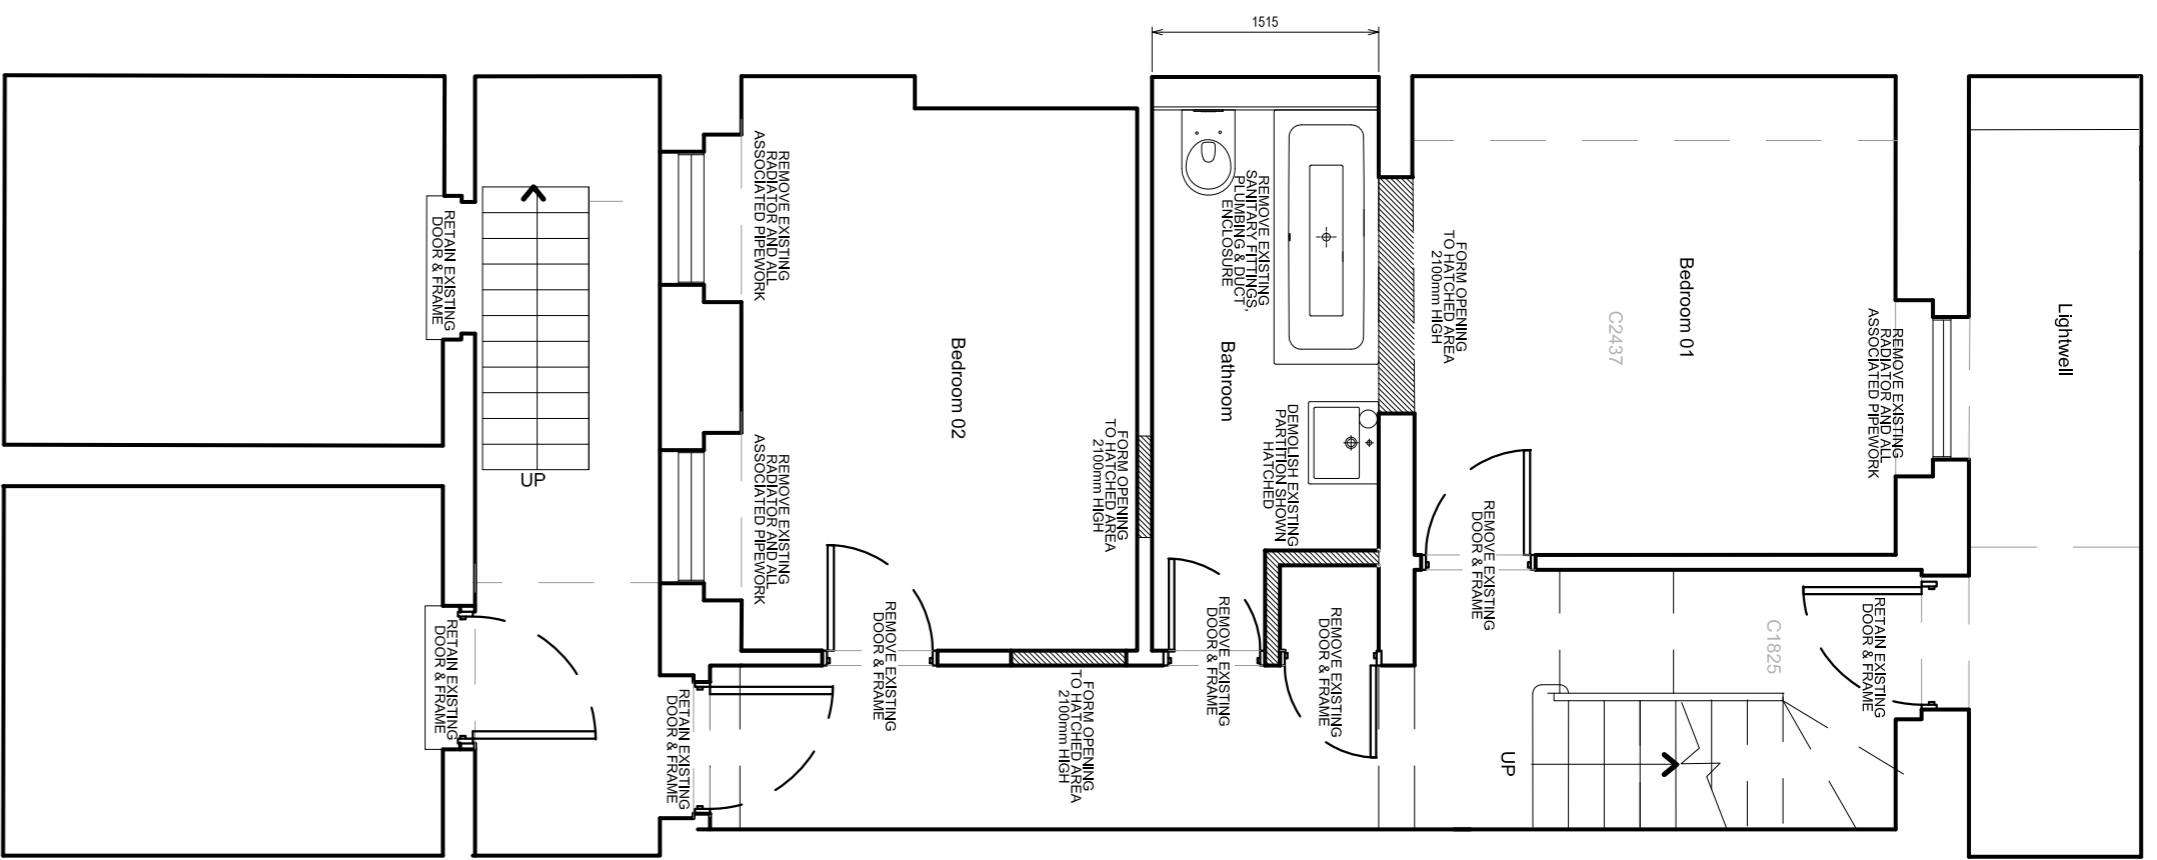 1515
RETAIN EXISTING
DOOR & FRAME
UP
RETAIN EXISTING
DOOR & FRAME
REMOVE EXISTING
RADIATOR AND ALL
ASSOCIATED PIPEWORK
REMOVE EXISTING
RADIATOR AND ALL
ASSOCIATED PIPEWORK
RETAIN EXISTING
DOOR & FRAME
Bedroom 02
REMOVE EXISTING
DOOR & FRAME
FORM OPENING
TO HATCHED AREA
2100mm HIGH
FORM OPENING
TO HATCHED AREA
2100mm HIGH
REMOVE EXISTING
SANITARY FITTINGS,
PLUMBING & DUCT
ENCLOSURE
Bathroom
DEMOLISH EXISTING
PARTITION SHOWN
HATCHED
REMOVE EXISTING
DOOR & FRAME
REMOVE EXISTING
DOOR & FRAME
FORM OPENING
TO HATCHED AREA
2100mm HIGH
Bedroom 01
C2437
REMOVE EXISTING
DOOR & FRAME
UP
C1825
REMOVE EXISTING
RADIATOR AND ALL
ASSOCIATED PIPEWORK
RETAIN EXISTING
DOOR & FRAME
Lightwell